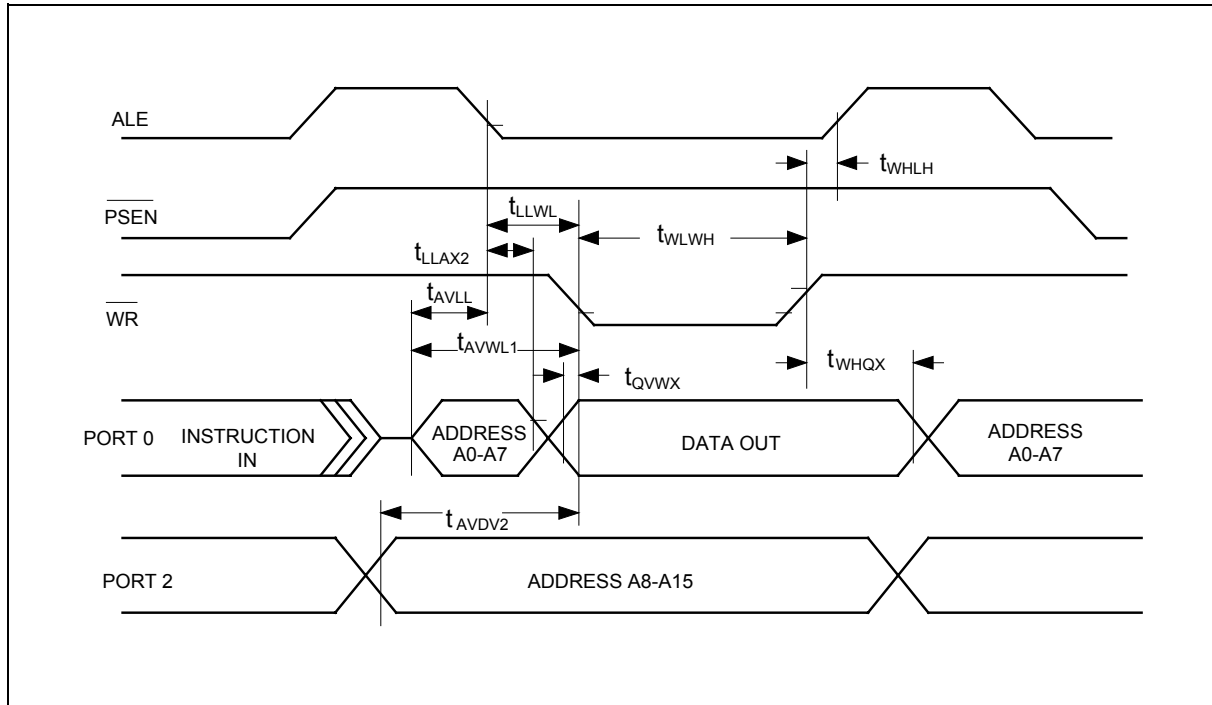 ALE
tWHLH
PSEN
tLLWL
tWLWH
tLLAX2
tAVLL
WR
tAVWL1
tWHQX
tQVWX
PORT 0
INSTRUCTION
IN
ADDRESS
A0-A7
DATA OUT
ADDRESS
A0-A7
tAVDV2
PORT 2
ADDRESS A8-A15